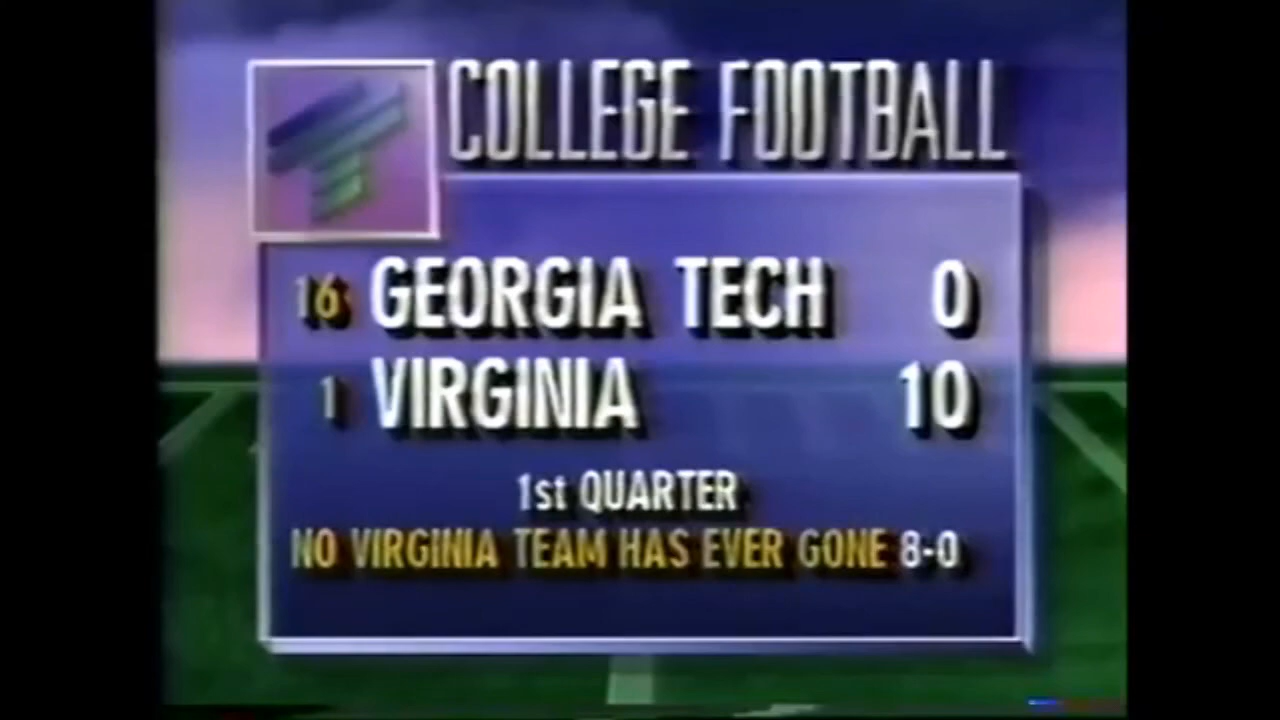 COLLEGE FOOTBALL
16 GEORGIA TECH 0
1 VIRGINIA 10
1st QUARTER
NO VIRGINIA TEAM HAS EVER GONE 8-0